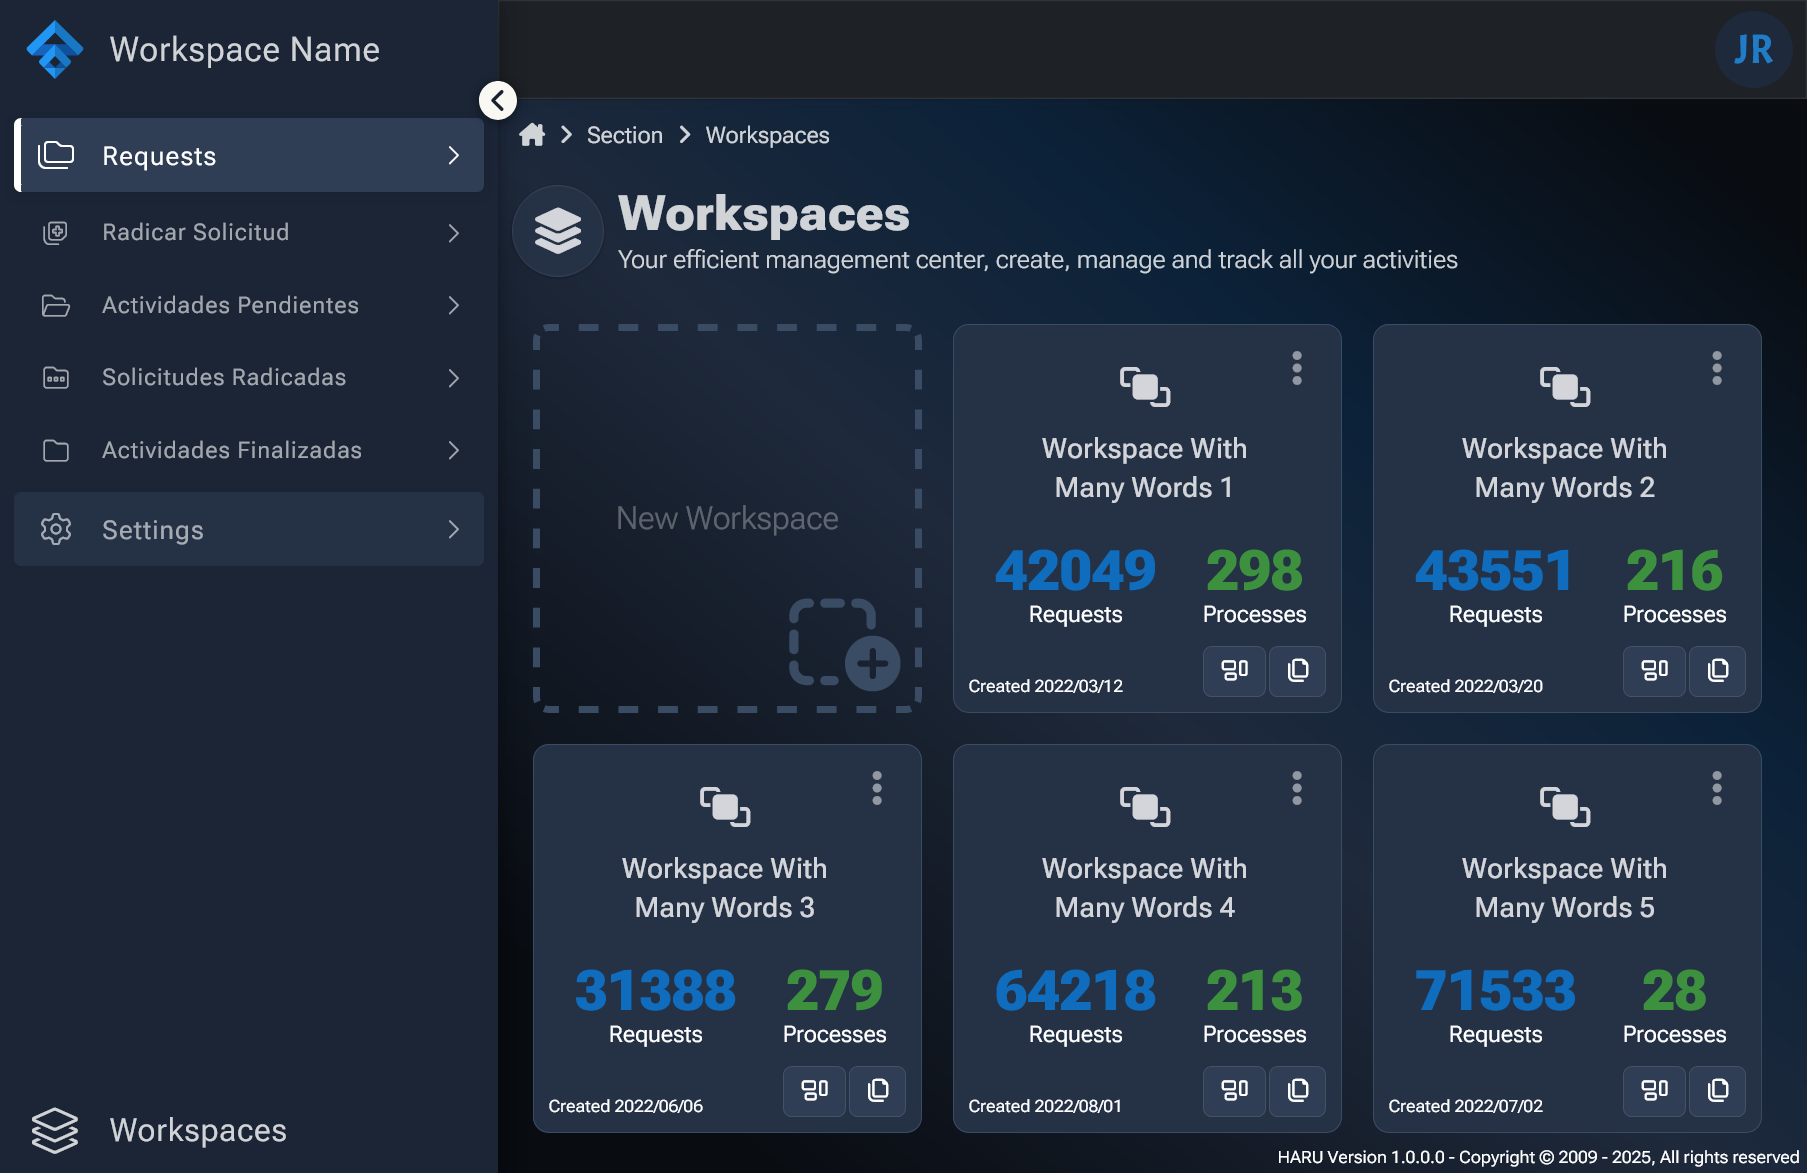 Workspace Name
JR
Requests
Radicar Solicitud
Actividades Pendientes
Solicitudes Radicadas
Actividades Finalizadas
Settings
Workspaces
Section
Workspaces
Workspaces
Your efficient management center, create, manage and track all your activities
New Workspace
Workspace With
Many Words 1
42049
Requests
298
Processes
Created 2022/03/12
Workspace With
Many Words 2
43551
Requests
216
Processes
Created 2022/03/20
Workspace With
Many Words 3
31388
Requests
279
Processes
Created 2022/06/06
Workspace With
Many Words 4
64218
Requests
213
Processes
Created 2022/08/01
Workspace With
Many Words 5
71533
Requests
28
Processes
Created 2022/07/02
HARU Version 1.0.0.0 - Copyright © 2009 - 2025, All rights reserved